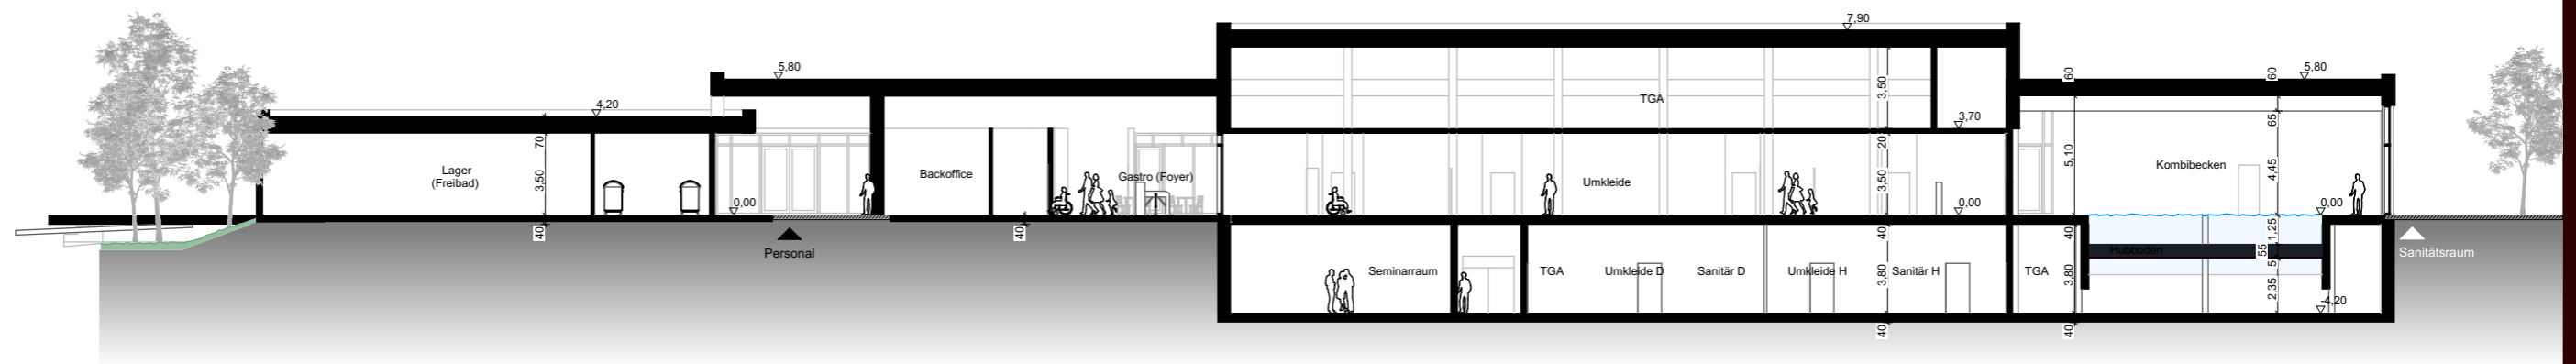 7,90
5,80
5,80
4,20
60
60
3,50
TGA
3,70
65
70
20
5,10
Lager
(Freibad)
3,50
Backoffice
Gastro (Foyer)
Umkleide
3,50
Kombibecken
4,45
0,00
0,00
0,00
40
Personal
40
40
40
1,25
Hubboden
55
Sanitätsraum
Seminarraum
TGA
Umkleide D
Sanitär D
Umkleide H
Sanitär H
3,80
TGA
3,80
5
2,35
-4,20
40
40